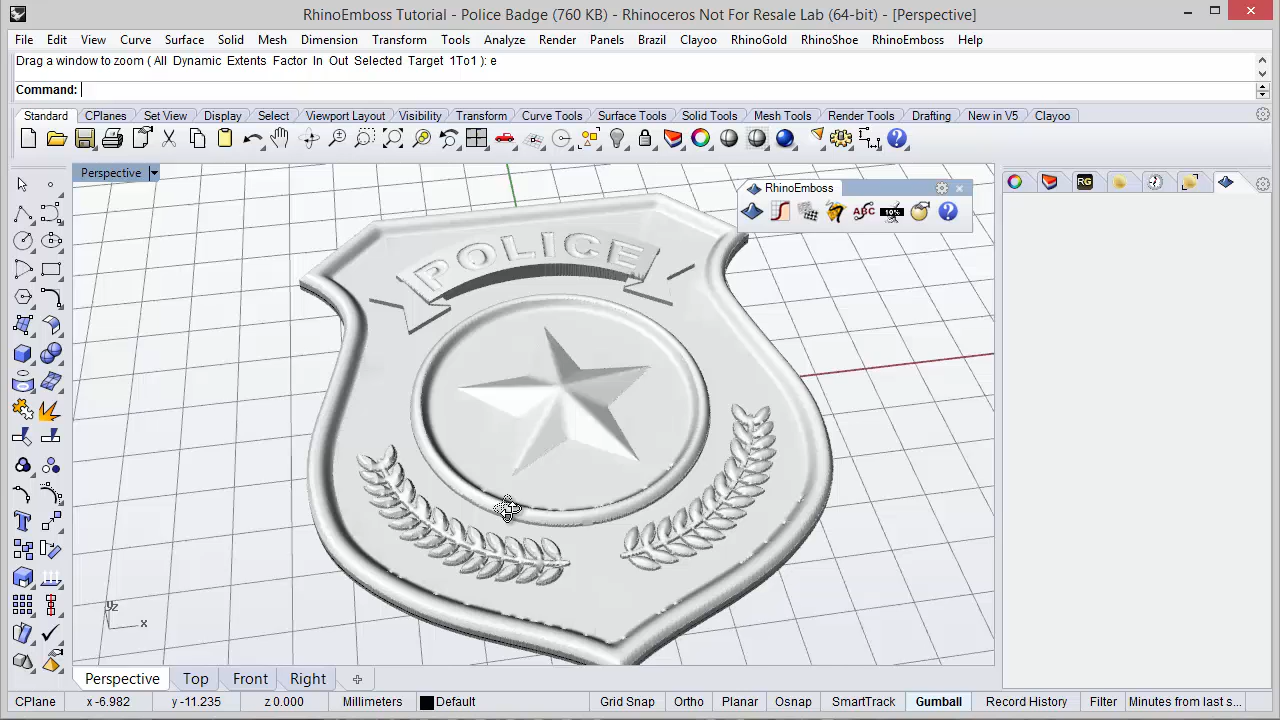 RhinoEmboss Tutorial - Police Badge (760 KB) - Rhinoceros Not For Resale Lab (64-bit) - [Perspective]
File Edit View Curve Surface Solid Mesh Dimension Transform Tools Analyze Render Panels Brazil Clayoo RhinoGold RhinoShoe RhinoEmboss Help
Drag a window to zoom ( All Dynamic Extents Factor In Out Selected Target 1To1 ): e
Command:
Standard CPlanes Set View Display Select Viewport Layout Visibility Transform Curve Tools Surface Tools Solid Tools Mesh Tools Render Tools Drafting New in V5 Clayoo
Perspective
RG
RhinoEmboss
ABC
10%
POLICE
yz
x
Perspective Top Front Right
CPlane x -6.982 y -11.235 z 0.000 Millimeters Default Grid Snap Ortho Planar Osnap SmartTrack Gumball Record History Filter Minutes from last s...